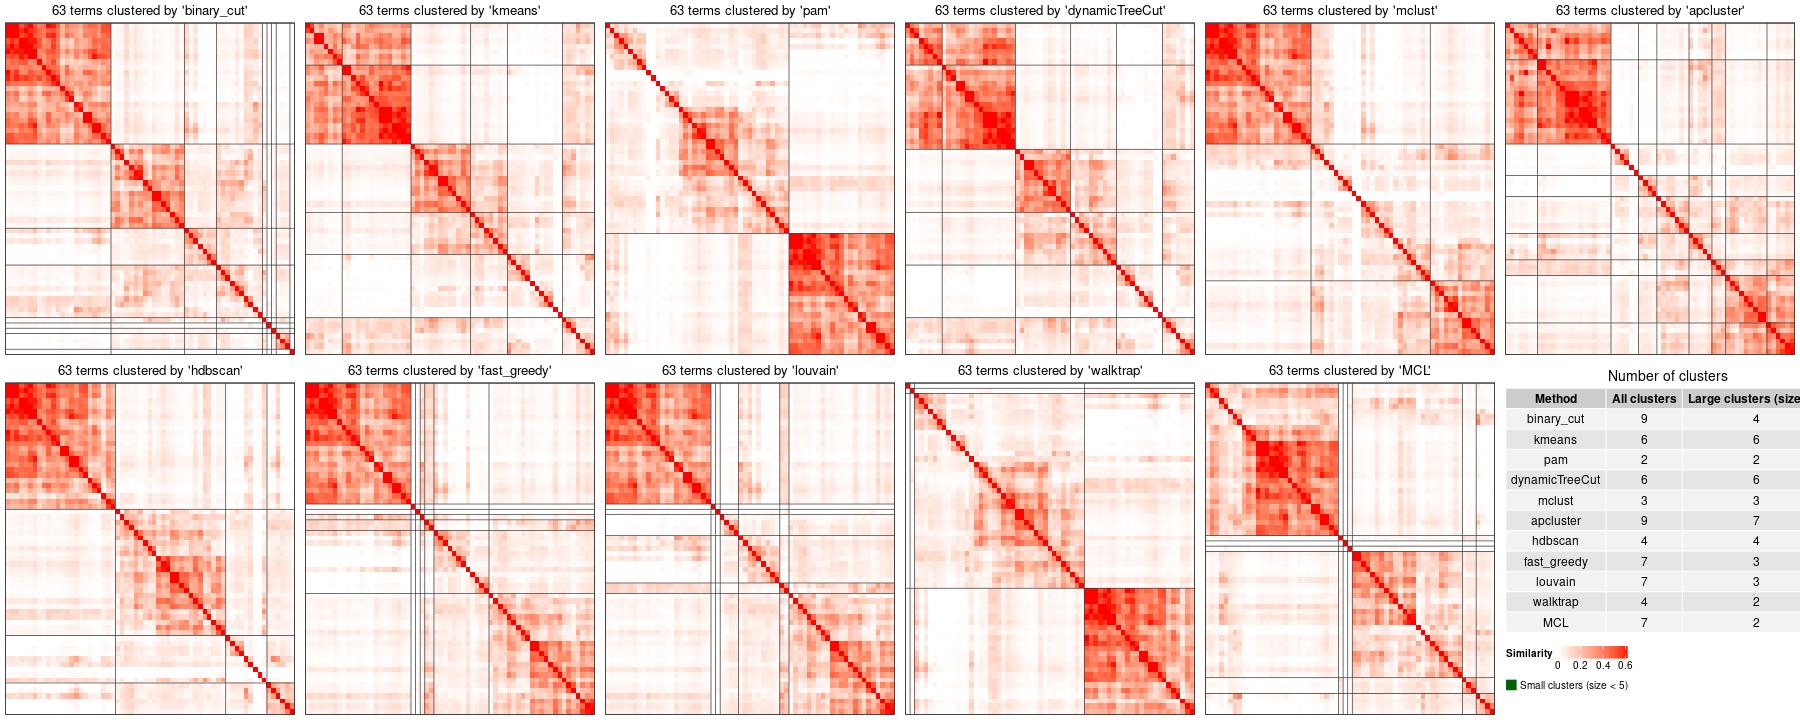 63 terms clustered by 'binary_cut'
63 terms clustered by 'kmeans'
63 terms clustered by 'pam'
63 terms clustered by 'dynamicTreeCut'
63 terms clustered by 'mclust'
63 terms clustered by 'apcluster'
63 terms clustered by 'hdbscan'
63 terms clustered by 'fast_greedy'
63 terms clustered by 'louvain'
63 terms clustered by 'walktrap'
63 terms clustered by 'MCL'
Number of clusters
Method All clusters Large clusters (size
binary_cut 9 4
kmeans 6 6
pam 2 2
dynamicTreeCut 6 6
mclust 3 3
apcluster 9 7
hdbscan 4 4
fast_greedy 7 3
louvain 7 3
walktrap 4 2
MCL 7 2
Similarity
0 0.2 0.4 0.6
Small clusters (size < 5)